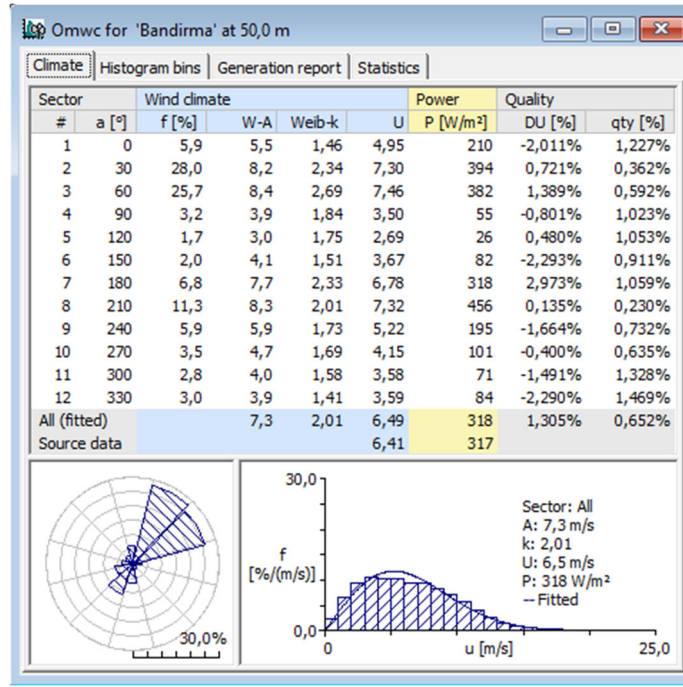 Omwc for 'Bandirma' at 50,0 m
Climate Histogram bins Generation report Statistics
Sector Wind climate Power Quality
# a [º] f [%] W-A Weib-k U P [W/m²] DU [%] qty [%]
1 0 5,9 5,5 1,46 4,95 210 -2,011% 1,227%
2 30 28,0 8,2 2,34 7,30 394 0,721% 0,362%
3 60 25,7 8,4 2,69 7,46 382 1,389% 0,592%
4 90 3,2 3,9 1,84 3,50 55 -0,801% 1,023%
5 120 1,7 3,0 1,75 2,69 26 0,480% 1,053%
6 150 2,0 4,1 1,51 3,67 82 -2,293% 0,911%
7 180 6,8 7,7 2,33 6,78 318 2,973% 1,059%
8 210 11,3 8,3 2,01 7,32 456 0,135% 0,230%
9 240 5,9 5,9 1,73 5,22 195 -1,664% 0,732%
10 270 3,5 4,7 1,69 4,15 101 -0,400% 0,635%
11 300 2,8 4,0 1,58 3,58 71 -1,491% 1,328%
12 330 3,0 3,9 1,41 3,59 84 -2,290% 1,469%
All (fitted) 7,3 2,01 6,49 318 1,305% 0,652%
Source data 6,41 317
30,0%
30,0
f
[%/(m/s)]
0,0
0
u [m/s]
25,0
Sector: All
A: 7,3 m/s
k: 2,01
U: 6,5 m/s
P: 318 W/m²
-- Fitted